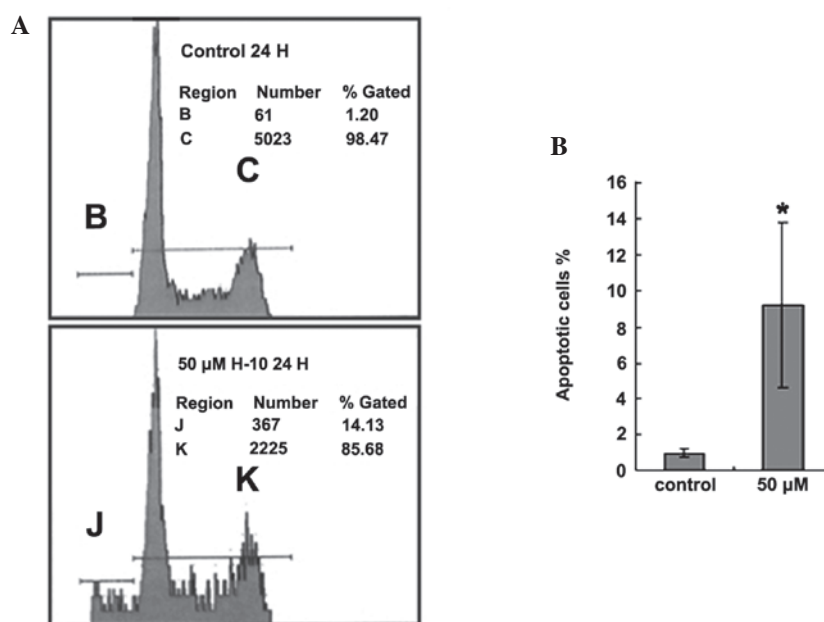 A
Control 24 H
Region Number % Gated
B 61 1.20
C 5023 98.47
B
C
50 µM H-10 24 H
Region Number % Gated
J 367 14.13
K 2225 85.68
J
K
B
Apoptotic cells %
16
14
12
10
8
6
4
2
0
*
control 50 µM